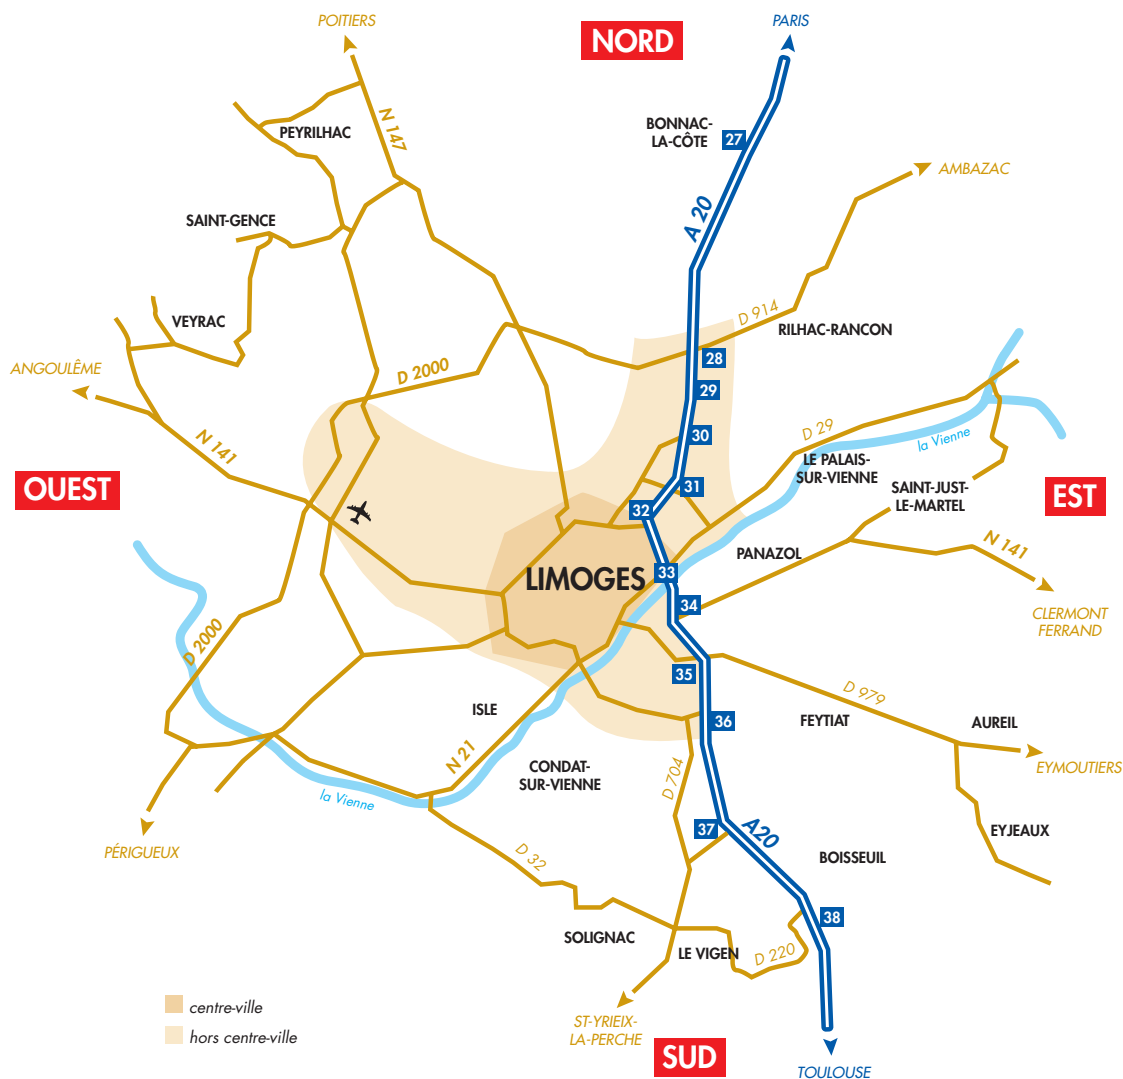 POITIERS
NORD
PARIS
N 147
PEYRILHAC
BONNAC-
LA-CÔTE
27
AMBAZAC
A 20
SAINT-GENCE
VEYRAC
D 914
RILHAC-RANCON
28
ANGOULÊME
D 2000
29
N 141
30
D 29
la Vienne
LE PALAIS-
SUR-VIENNE
OUEST
31
SAINT-JUST-
LE-MARTEL
EST
32
N 141
PANAZOL
LIMOGES
33
34
CLERMONT
FERRAND
D 2000
35
D 979
ISLE
36
FEYTIAT
AUREIL
N 21
EYMOUTIERS
CONDAT-
SUR-VIENNE
D 704
la Vienne
37
A20
EYJEAUX
PÉRIGUEUX
D 32
BOISSEUIL
38
SOLIGNAC
LE VIGEN
D 220
centre-ville
hors centre-ville
ST-YRIEIX-
LA-PERCHE
SUD
TOULOUSE